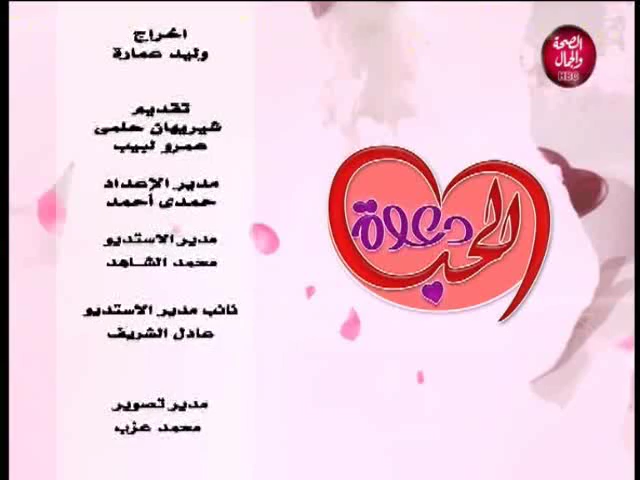 اخراج
وليد عمارة
تقديم
شيريهان حلمى
عمرو لبيب
مدير الإعداد
حمدى أحمد
مدير الاستديو
محمد الشاهد
نائب مدير الاستديو
عادل الشريف
مدير تصوير
محمد عزب
الصحة
والجمال
HBC
دعوة
الحب